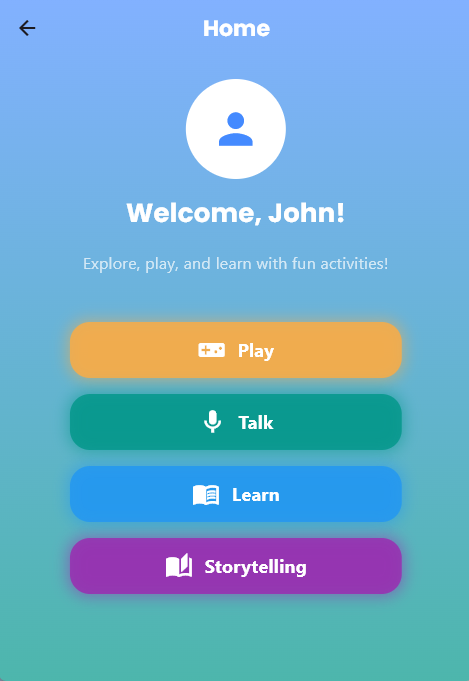 Home
Welcome, John!
Explore, play, and learn with fun activities!
Play
Talk
Learn
Storytelling